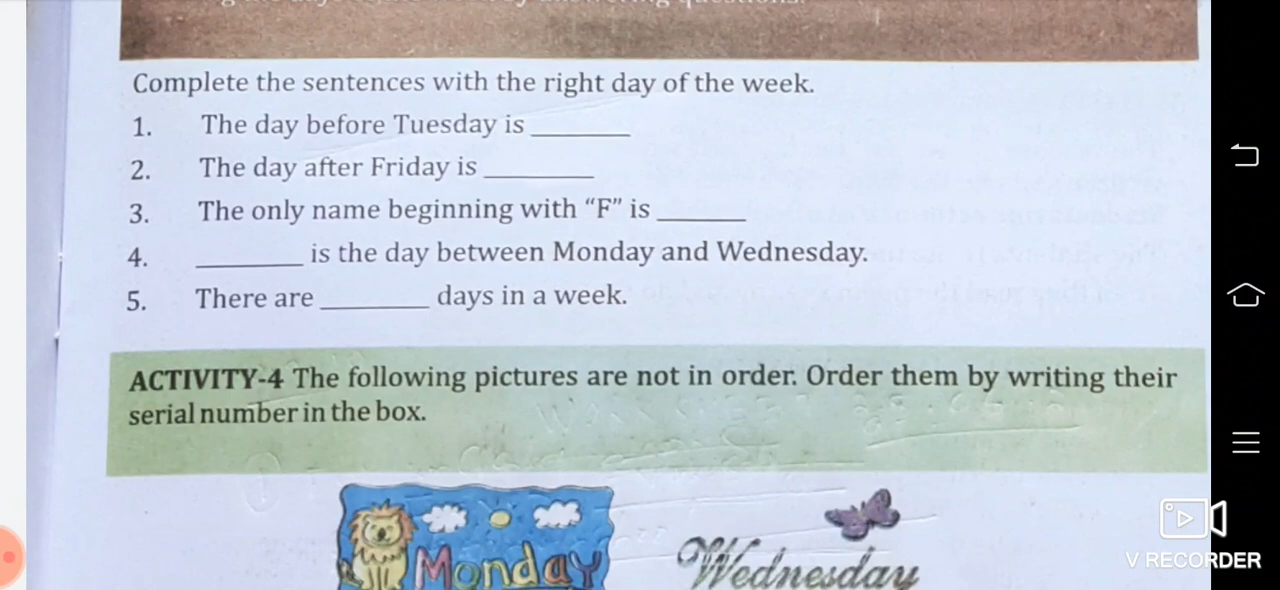 Complete the sentences with the right day of the week.
1. The day before Tuesday is ________
2. The day after Friday is ________
3. The only name beginning with “F” is ________
4. ________ is the day between Monday and Wednesday.
5. There are ________ days in a week.
ACTIVITY-4 The following pictures are not in order. Order them by writing their
serial number in the box.
Monday
Wednesday
V RECORDER